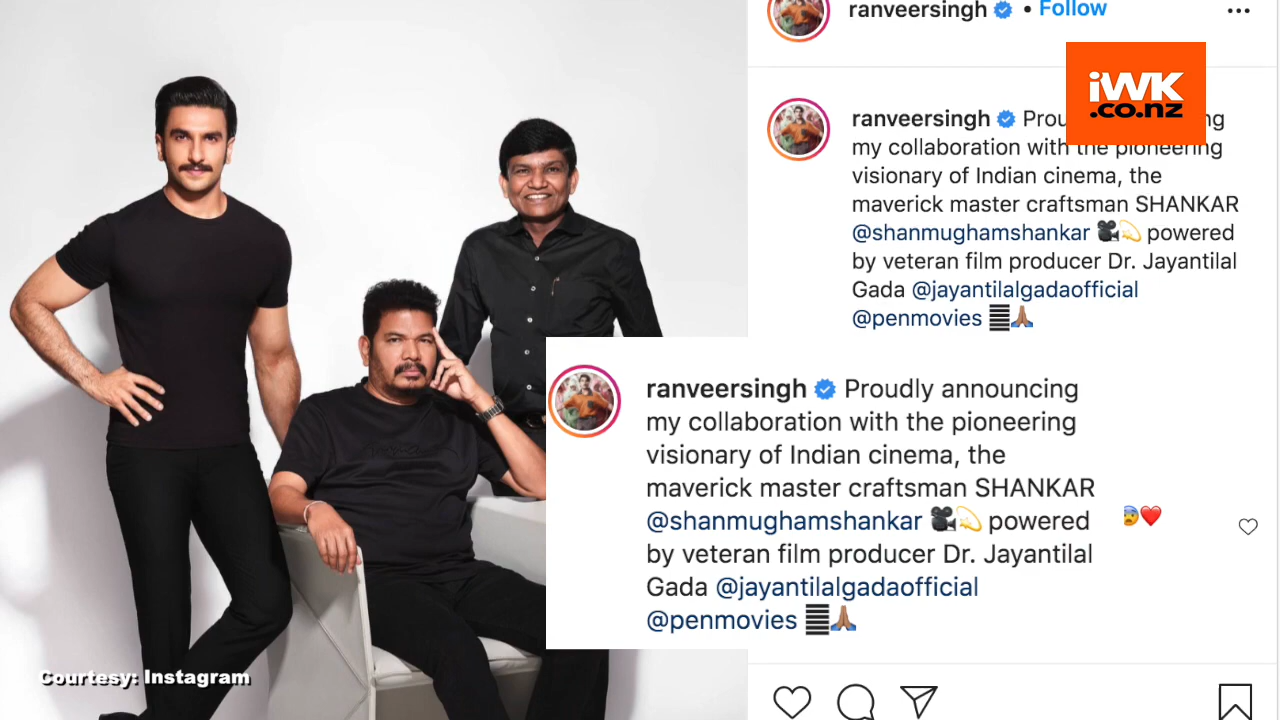 ranveersingh • Follow
iWK
.co.nz
ranveersingh Prou ng
my collaboration with the pioneering
visionary of Indian cinema, the
maverick master craftsman SHANKAR
@shanmughamshankar 🎥💫 powered
by veteran film producer Dr. Jayantilal
Gada @jayantilalgadaofficial
@penmovies
ranveersingh Proudly announcing
my collaboration with the pioneering
visionary of Indian cinema, the
maverick master craftsman SHANKAR
@shanmughamshankar 🎥💫 powered
by veteran film producer Dr. Jayantilal
Gada @jayantilalgadaofficial
@penmovies
Courtesy: Instagram